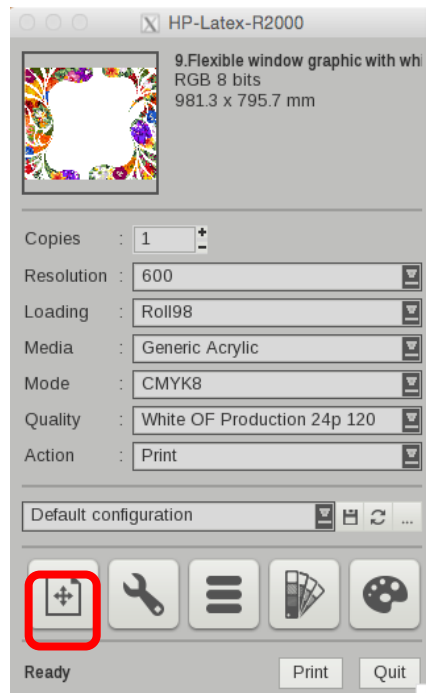 HP-Latex-R2000
9.Flexible window graphic with whi
RGB 8 bits
981.3 x 795.7 mm
Copies : 1
Resolution : 600
Loading : Roll98
Media : Generic Acrylic
Mode : CMYK8
Quality : White OF Production 24p 120
Action : Print
Default configuration ...
Ready Print Quit